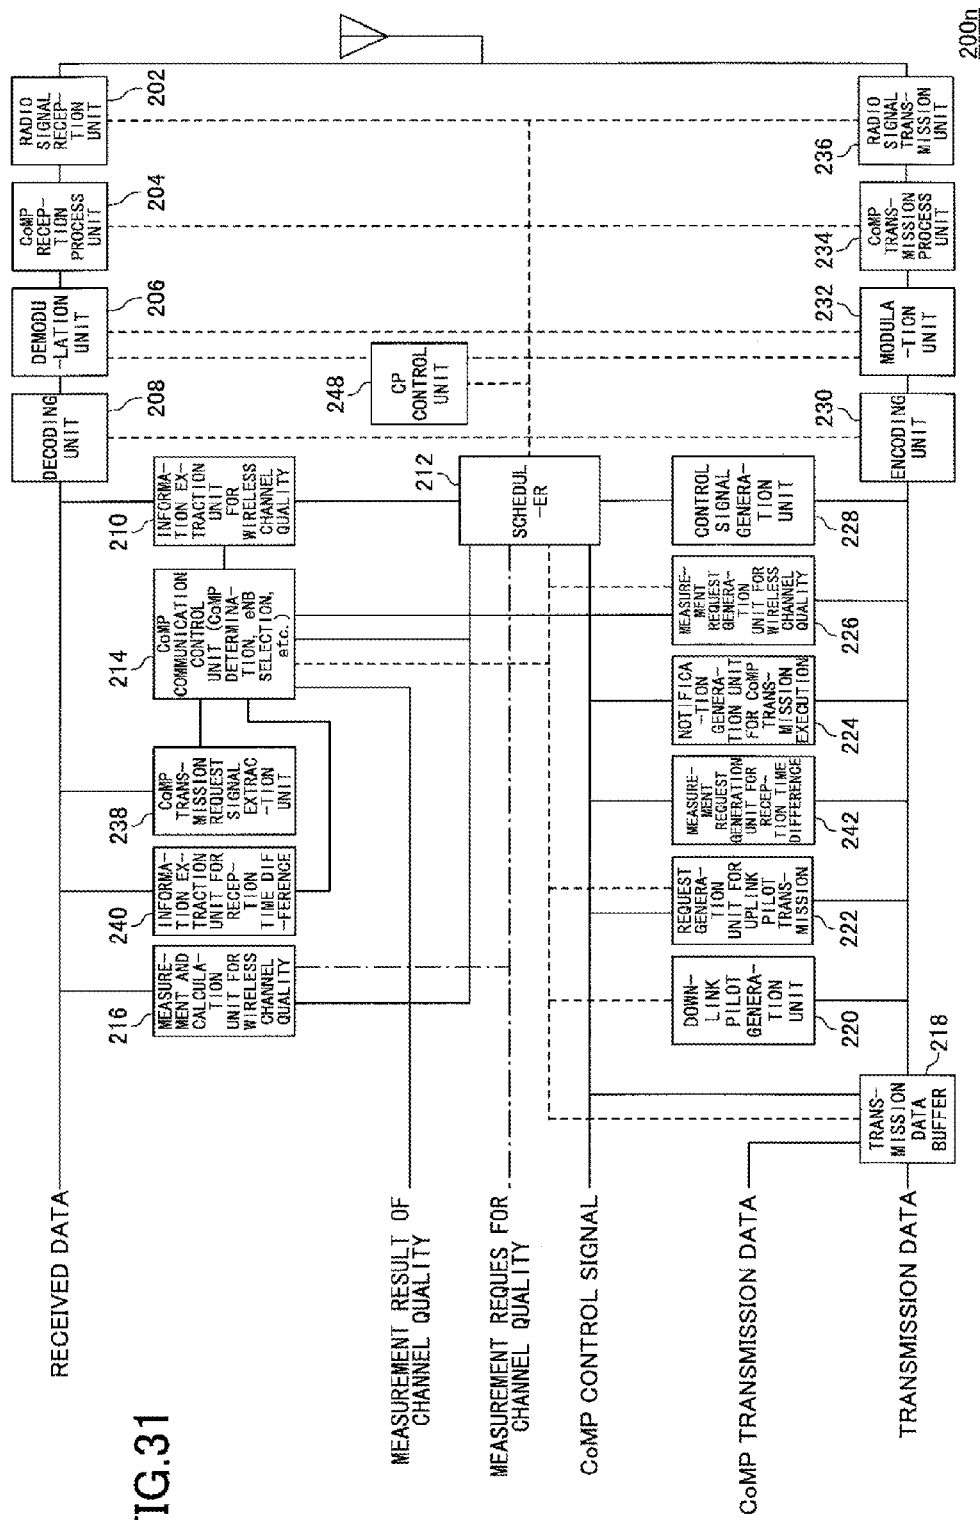 FIG.31
200n
RECEIVED DATA
MEASUREMENT RESULT OF
CHANNEL QUALITY
MEASUREMENT REQUES FOR
CHANNEL QUALITY
CoMP CONTROL SIGNAL
CoMP TRANSMISSION DATA
TRANSMISSION DATA
216
MEASURE-
MENT AND
CALCULA-
TION
UNIT FOR
WIRELESS
CHANNEL
QUALITY
240
INFORMA-
TION EX-
TRACTION
UNIT FOR
RECEP-
TION
TIME DIF
-FERENCE
238
CoMP
TRANS-
MISSION
REQUEST
SIGNAL
EXTRAC
-TION
UNIT
214
CoMP
COMMUNICATION
CONTROL
UNIT (CoMP
DETERMINA-
TION, eNB
SELECTION,
etc.)
210
INFORMA-
TION EX-
TRACTION
UNIT
FOR
WIRELESS
CHANNEL
QUALITY
DECODING
UNIT
208
DEMODU
-LATION
UNIT
206
CoMP
RECEP-
TION
PROCESS
UNIT
204
RADIO
SIGNAL
RECEP-
TION
UNIT
202
212
SCHEDUL
-ER
248
CP
CONTROL
UNIT
TRANS-
MISSION
DATA
BUFFER
218
DOWN-
LINK
PILOT
GENERA-
TION
UNIT
220
REQUEST
GENERA-
TION
UNIT FOR
UPLINK
PILOT
TRANS-
MISSION
222
MEASURE-
MENT
REQUEST
GENERATION
UNIT FOR
RECEP-
TION TIME
DIFFERENCE
242
NOTIFICA
-TION
GENERA-
TION UNIT
FOR CoMP
TRANS-
MISSION
EXECUTION
224
MEASURE-
MENT
REQUEST
GENERA-
TION
UNIT FOR
WIRELESS
CHANNEL
QUALITY
226
CONTROL
SIGNAL
GENERA-
TION
UNIT
228
ENCODING
UNIT
230
MODULA
-TION
UNIT
232
CoMP
TRANS-
MISSION
PROCESS
UNIT
234
RADIO
SIGNAL
TRANS-
MISSION
UNIT
236